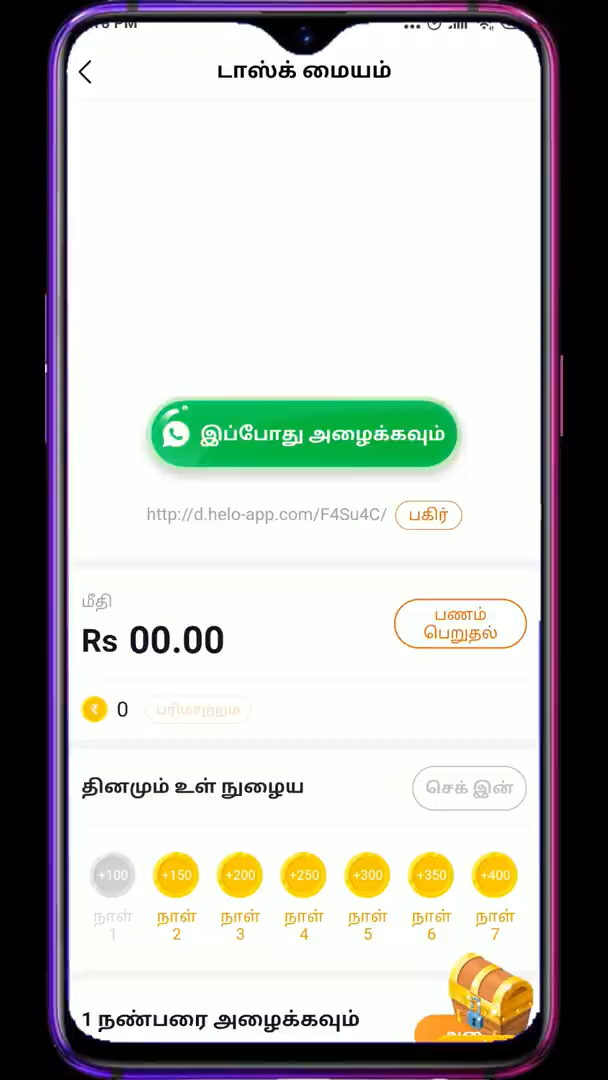 PM
டாஸ்க் மையம்
இப்போது அழைக்கவும்
http://d.helo-app.com/F4Su4C/ பகிர்
மீதி
Rs 00.00
பணம்
பெறுதல்
0 பரிமாற்றம்
தினமும் உள் நுழைய
செக் இன்
+100 +150 +200 +250 +300 +350 +400
நாள் நாள் நாள் நாள் நாள் நாள் நாள்
1 2 3 4 5 6 7
1 நண்பரை அழைக்கவும்